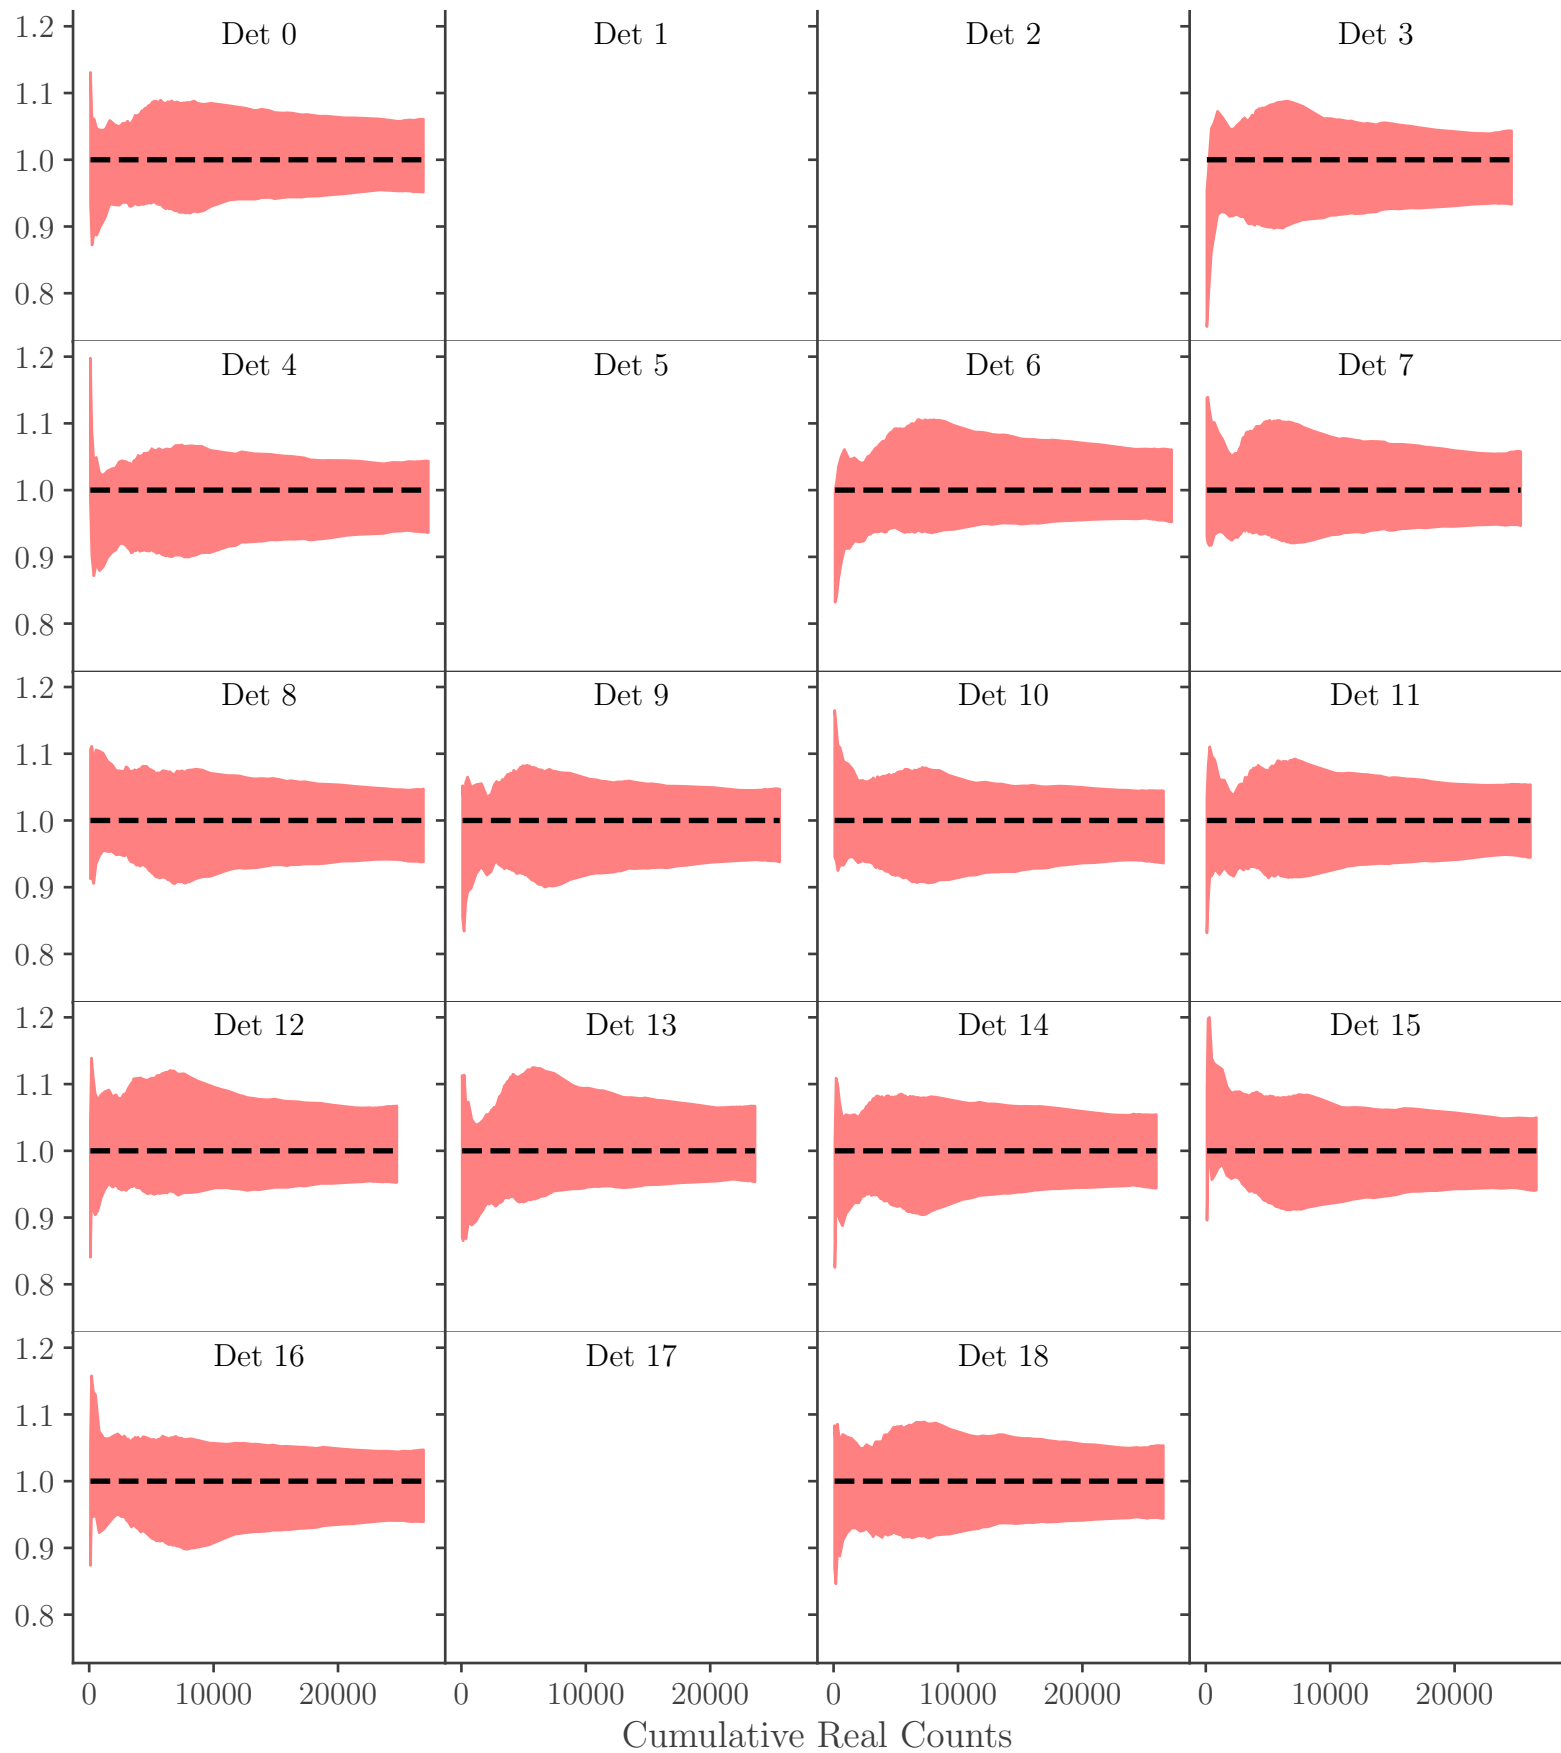 1.2
Det 0
Det 1
Det 2
Det 3
1.1
1.0
0.9
0.8
1.2
Det 4
Det 5
Det 6
Det 7
1.1
1.0
0.9
0.8
1.2
Det 8
Det 9
Det 10
Det 11
1.1
1.0
0.9
0.8
1.2
Det 12
Det 13
Det 14
Det 15
1.1
1.0
0.9
0.8
1.2
Det 16
Det 17
Det 18
1.1
1.0
0.9
0.8
0 10000 20000
0 10000 20000
0 10000 20000
0 10000 20000
Cumulative Real Counts